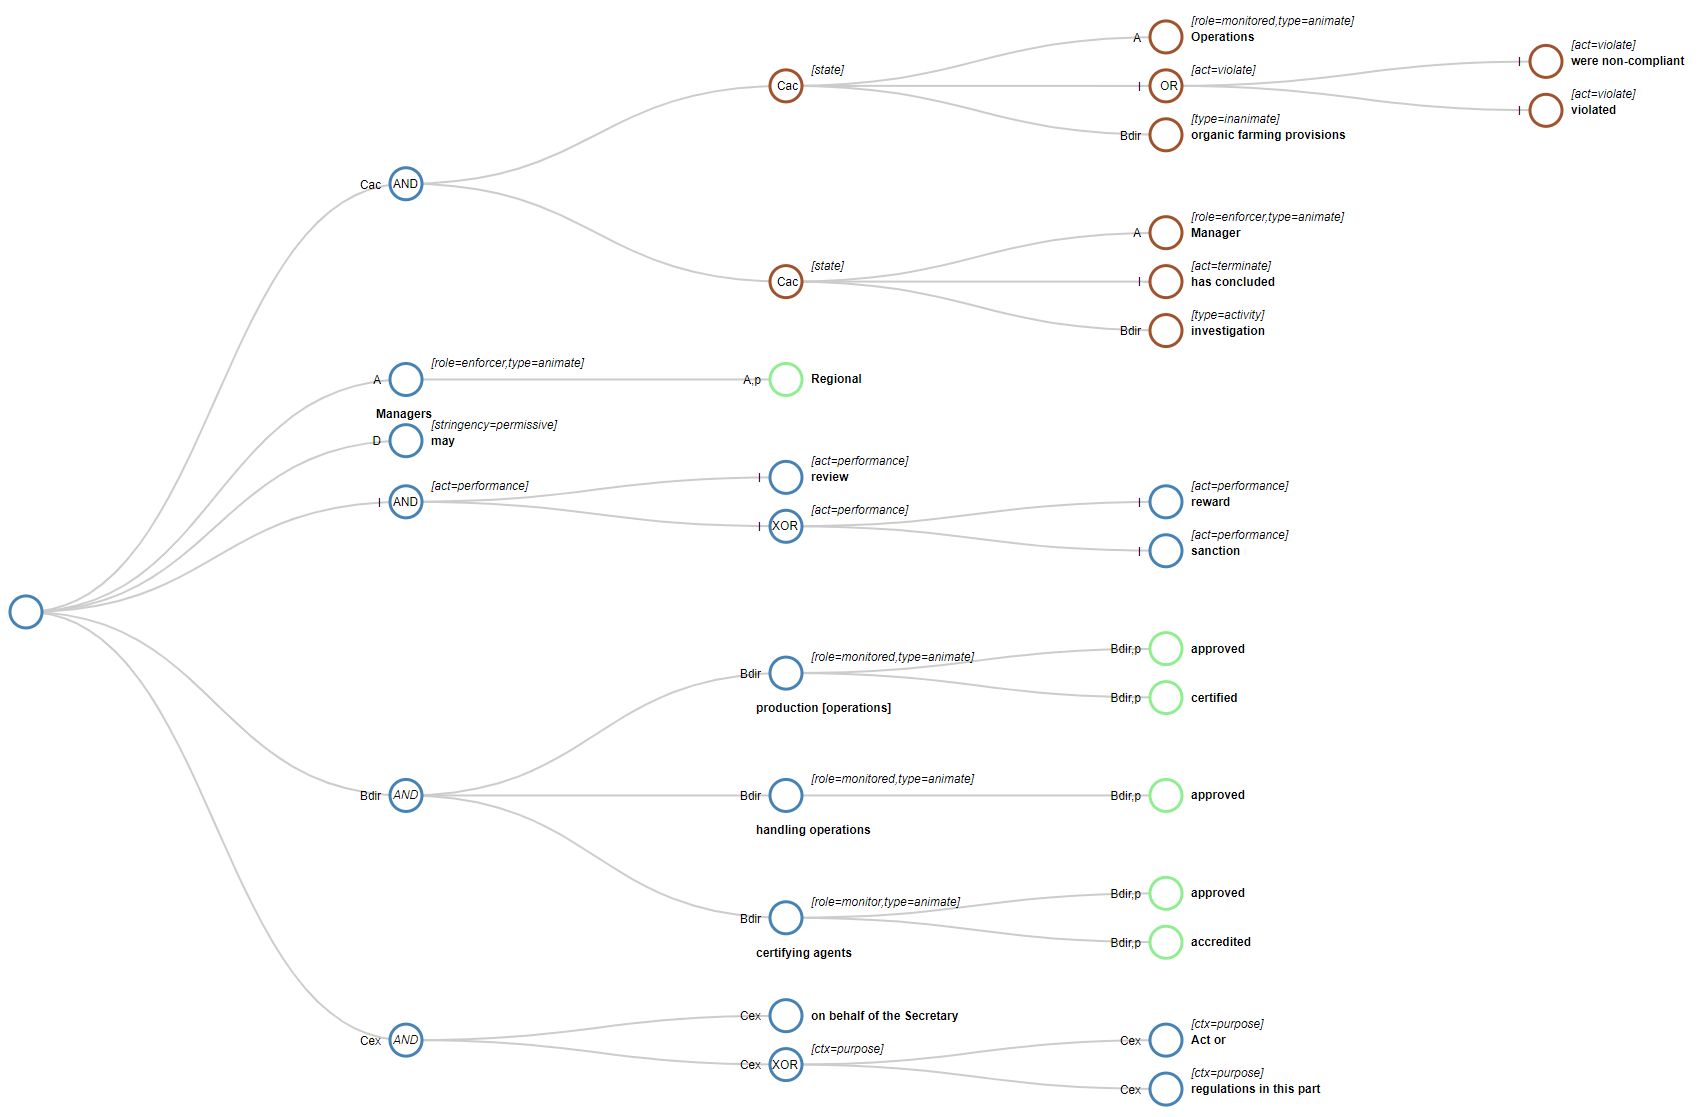 [role=monitored,type=animate]
A Operations
[state]
Cac
[act=violate]
I OR
[act=violate]
I were non-compliant
[act=violate]
I violated
[type=inanimate]
Bdir organic farming provisions
Cac AND
[role=enforcer,type=animate]
A Manager
[state]
Cac
[act=terminate]
I has concluded
[type=activity]
Bdir investigation
[role=enforcer,type=animate]
A
Managers
A,p Regional
[stringency=permissive]
D may
[act=performance]
I AND
[act=performance]
I review
[act=performance]
I XOR
[act=performance]
I reward
[act=performance]
I sanction
Bdir AND
[role=monitored,type=animate]
Bdir
production [operations]
Bdir,p approved
Bdir,p certified
[role=monitored,type=animate]
Bdir
handling operations
Bdir,p approved
[role=monitor,type=animate]
Bdir
certifying agents
Bdir,p approved
Bdir,p accredited
Cex AND
Cex on behalf of the Secretary
[ctx=purpose]
Cex XOR
[ctx=purpose]
Cex Act or
[ctx=purpose]
Cex regulations in this part